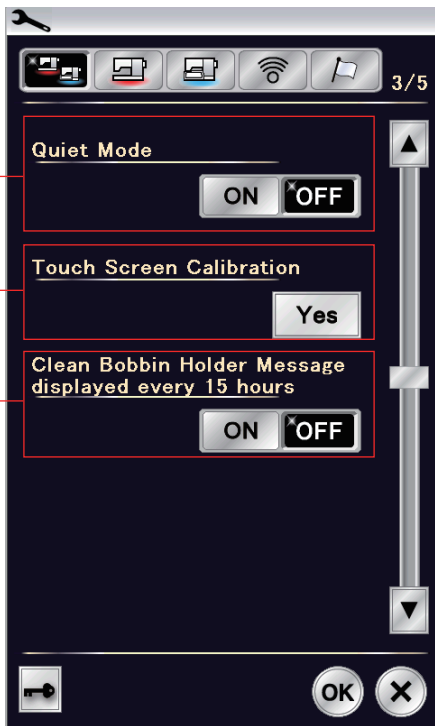 3/5
Quiet Mode
ON OFF
Touch Screen Calibration
Yes
Clean Bobbin Holder Message
displayed every 15 hours
ON OFF
OK